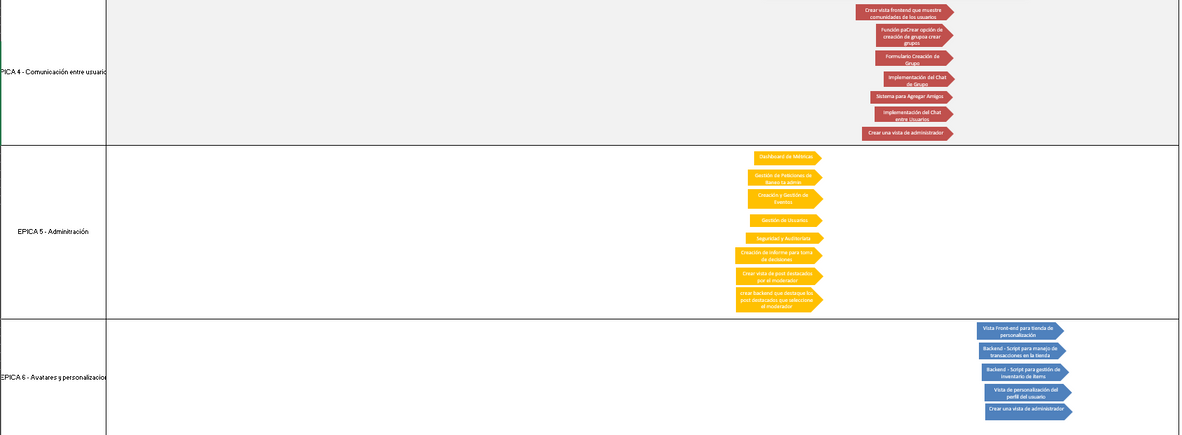 Crear vista frontend que muestre
comunidades de los usuarios
Función paCrear opción de
creación de grupoa crear
grupos
Formulario Creación de
Grupo
PICA 4 - Comunicación entre usuario
Implementación del Chat
de Grupo
Sistema para Agregar Amigos
Implementación del Chat
entre Usuarios
Crear una vista de administrador
Dashboard de Métricas
Gestión de Peticiones de
Creación y Gestión de
Eventos
EPICA 5 - Adminitración
Gestión de Usuarios
Seguridad y Auditoría
Creación de informe para toma
de decisiones
Crear vista de post destacados
por el moderador
crear backend que destaque los
post destacados que seleccione
el moderador
Vista Front-end para tienda de
personalización
Backend - Script para manejo de
transacciones en la tienda
EPICA 6 - Avatares y personalizacion
Backend - Script para gestión de
inventario de ítems
Vista de personalización del
perfil del usuario
Crear una vista de administrador